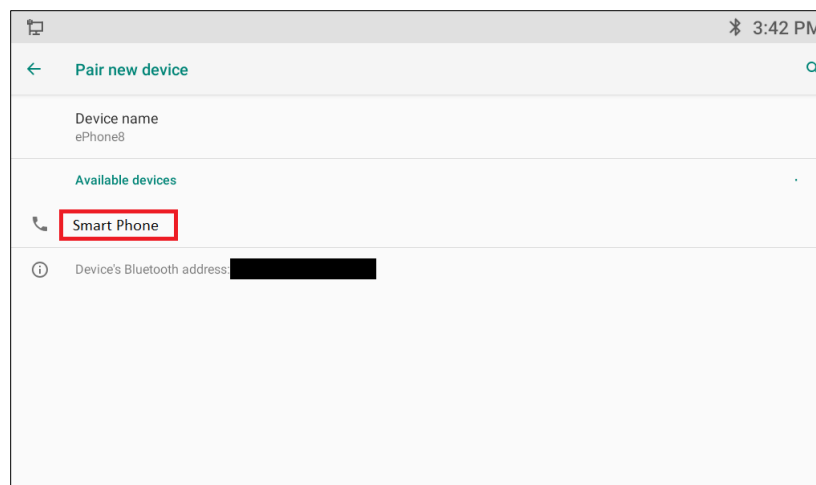 3:42 PM
Pair new device
Device name
ePhone8
Available devices
Smart Phone
Device's Bluetooth address: